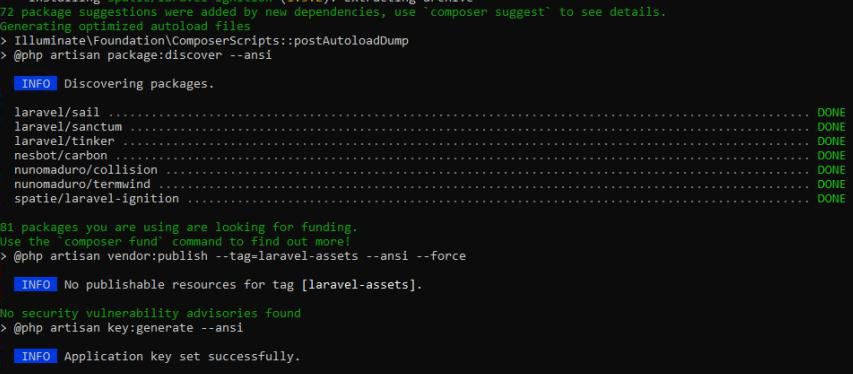 72 package suggestions were added by new dependencies, use `composer suggest` to see details.
Generating optimized autoload files
> Illuminate\Foundation\ComposerScripts::postAutoloadDump
> @php artisan package:discover --ansi
INFO Discovering packages.
laravel/sail ........................................................................................................ DONE
laravel/sanctum ..................................................................................................... DONE
laravel/tinker ...................................................................................................... DONE
nesbot/carbon ....................................................................................................... DONE
nunomaduro/collision ................................................................................................ DONE
nunomaduro/termwind ................................................................................................. DONE
spatie/laravel-ignition ............................................................................................. DONE
81 packages you are using are looking for funding.
Use the `composer fund` command to find out more!
> @php artisan vendor:publish --tag=laravel-assets --ansi --force
INFO No publishable resources for tag [laravel-assets].
No security vulnerability advisories found
> @php artisan key:generate --ansi
INFO Application key set successfully.